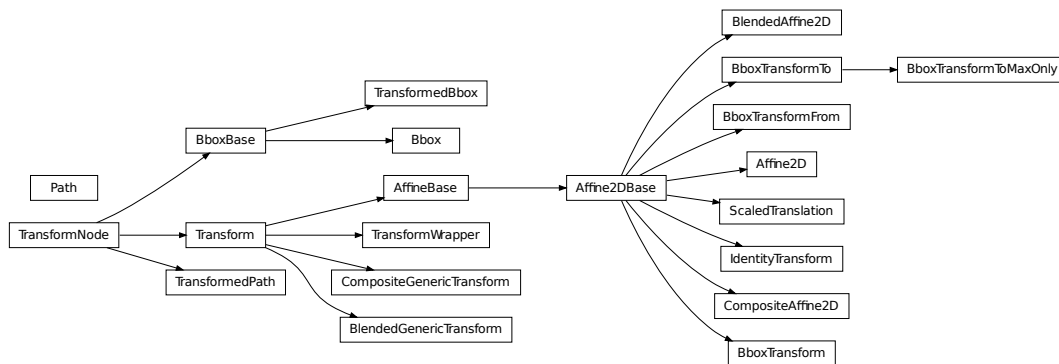 BlendedAffine2D
BboxTransformTo
BboxTransformToMaxOnly
TransformedBbox
BboxTransformFrom
BboxBase
Bbox
Affine2D
Path
AffineBase
Affine2DBase
ScaledTranslation
TransformNode
Transform
TransformWrapper
IdentityTransform
TransformedPath
CompositeGenericTransform
CompositeAffine2D
BlendedGenericTransform
BboxTransform